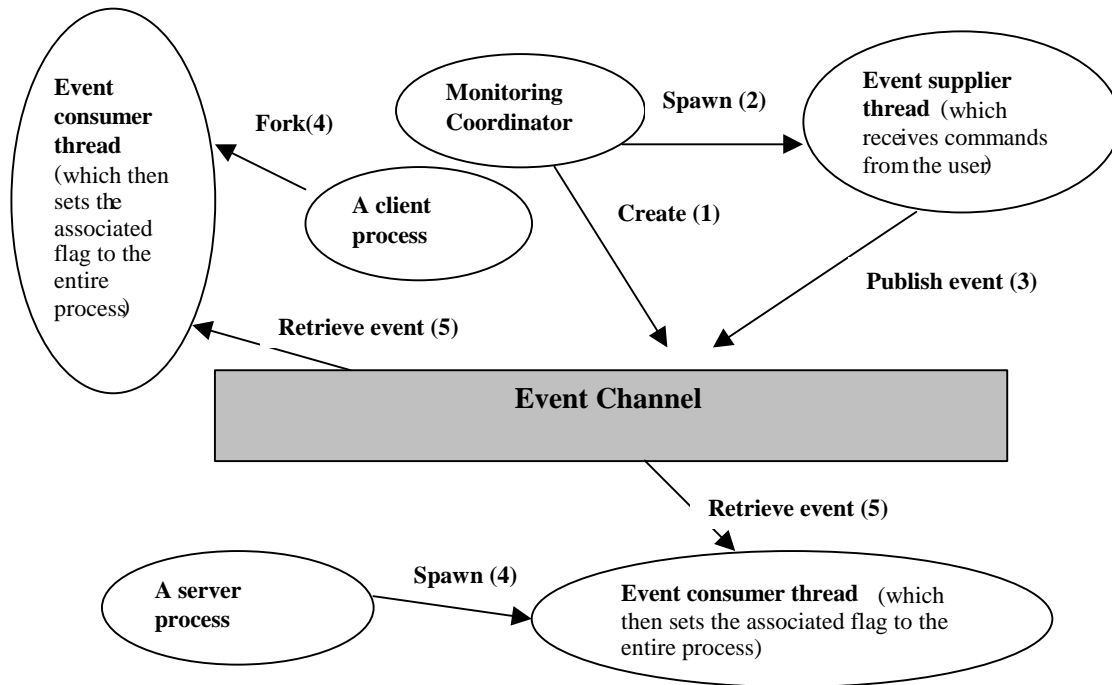 Event
consumer
thread
(which then
sets the
associated
flag to the
entire
process)
Fork(4)
Monitoring
Coordinator
Spawn (2)
Event supplier
thread (which
receives commands
from the user)
A client
process
Create (1)
Publish event (3)
Retrieve event (5)
Event Channel
Retrieve event (5)
A server
process
Spawn (4)
Event consumer thread (which
then sets the associated flag to the
entire process)